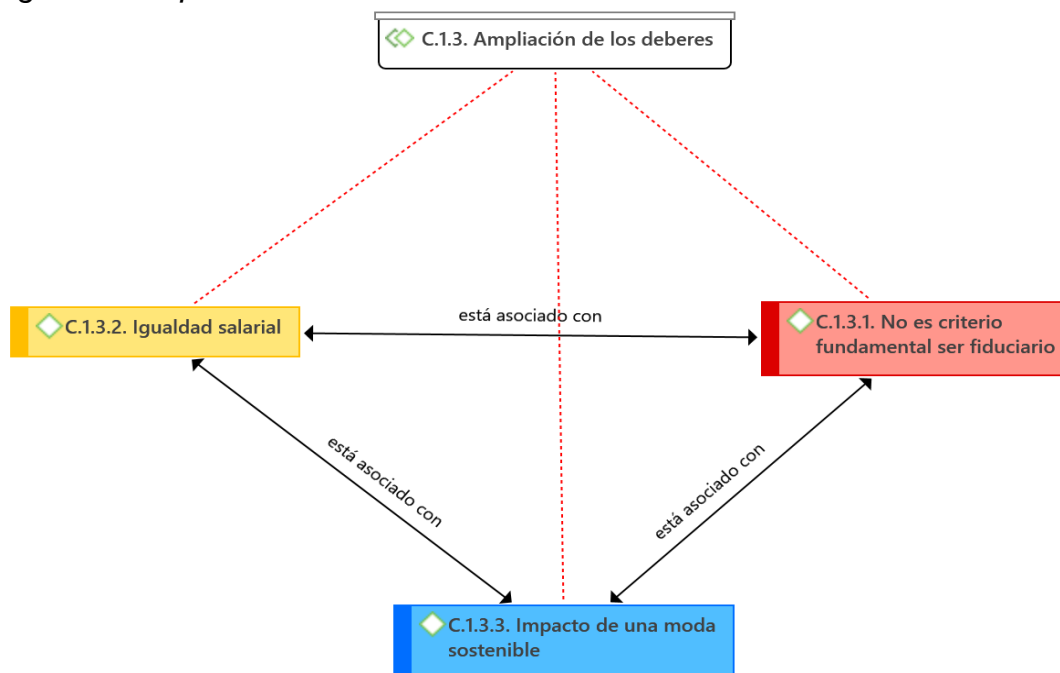 C.1.3. Ampliación de los deberes
C.1.3.2. Igualdad salarial
está asociado con
C.1.3.1. No es criterio
fundamental ser fiduciario
está asociado con
está asociado con
C.1.3.3. Impacto de una moda
sostenible